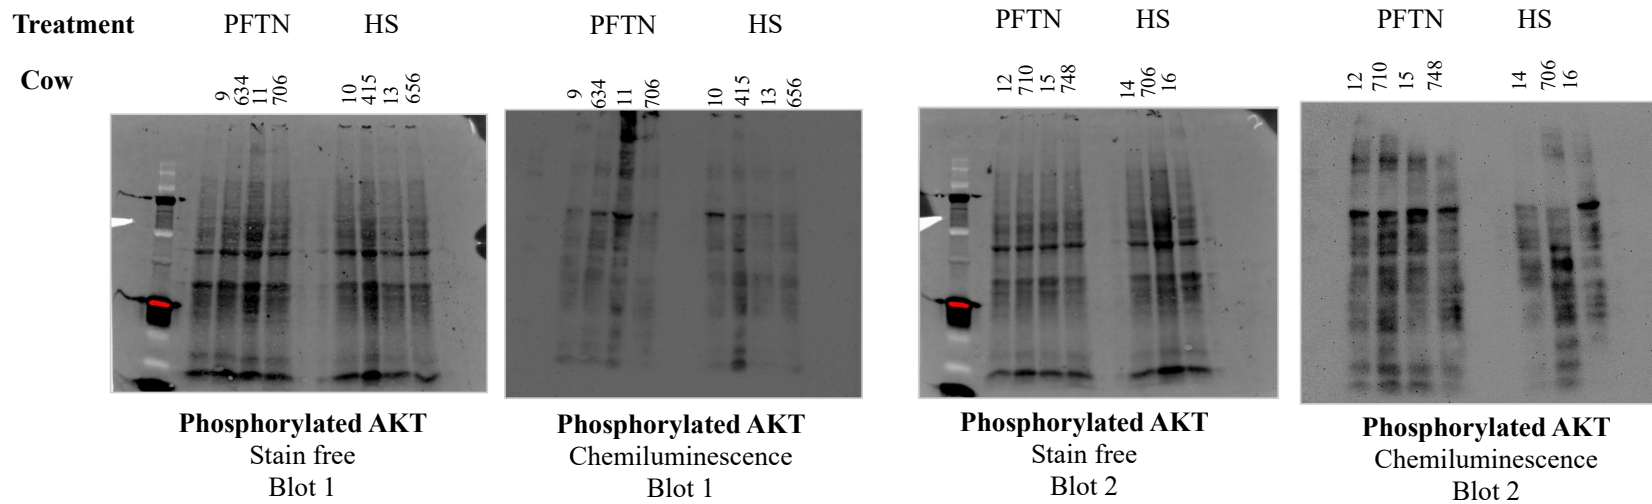 Treatment PFTN HS PFTN HS PFTN HS PFTN HS
Cow 9 634 11 706 10 415 13 656 9 634 11 706 10 415 13 656 12 710 15 748 14 706 16 12 710 15 748 14 706 16
2
Phosphorylated AKT
Stain free
Blot 1
Phosphorylated AKT
Chemiluminescence
Blot 1
Phosphorylated AKT
Stain free
Blot 2
Phosphorylated AKT
Chemiluminescence
Blot 2